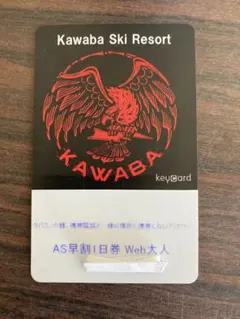 Kawaba Ski Resort
KAWABA
keycard
AS早割1日券 Web大人